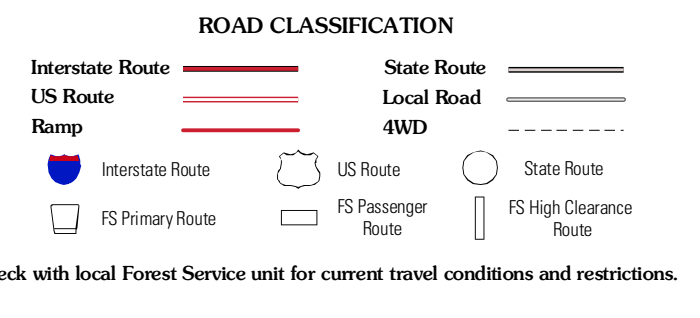 ROAD CLASSIFICATION
Interstate Route
State Route
US Route
Local Road
Ramp
4WD
Interstate Route
US Route
State Route
FS Primary Route
FS Passenger
Route
FS High Clearance
Route
eck with local Forest Service unit for current travel conditions and restrictions.